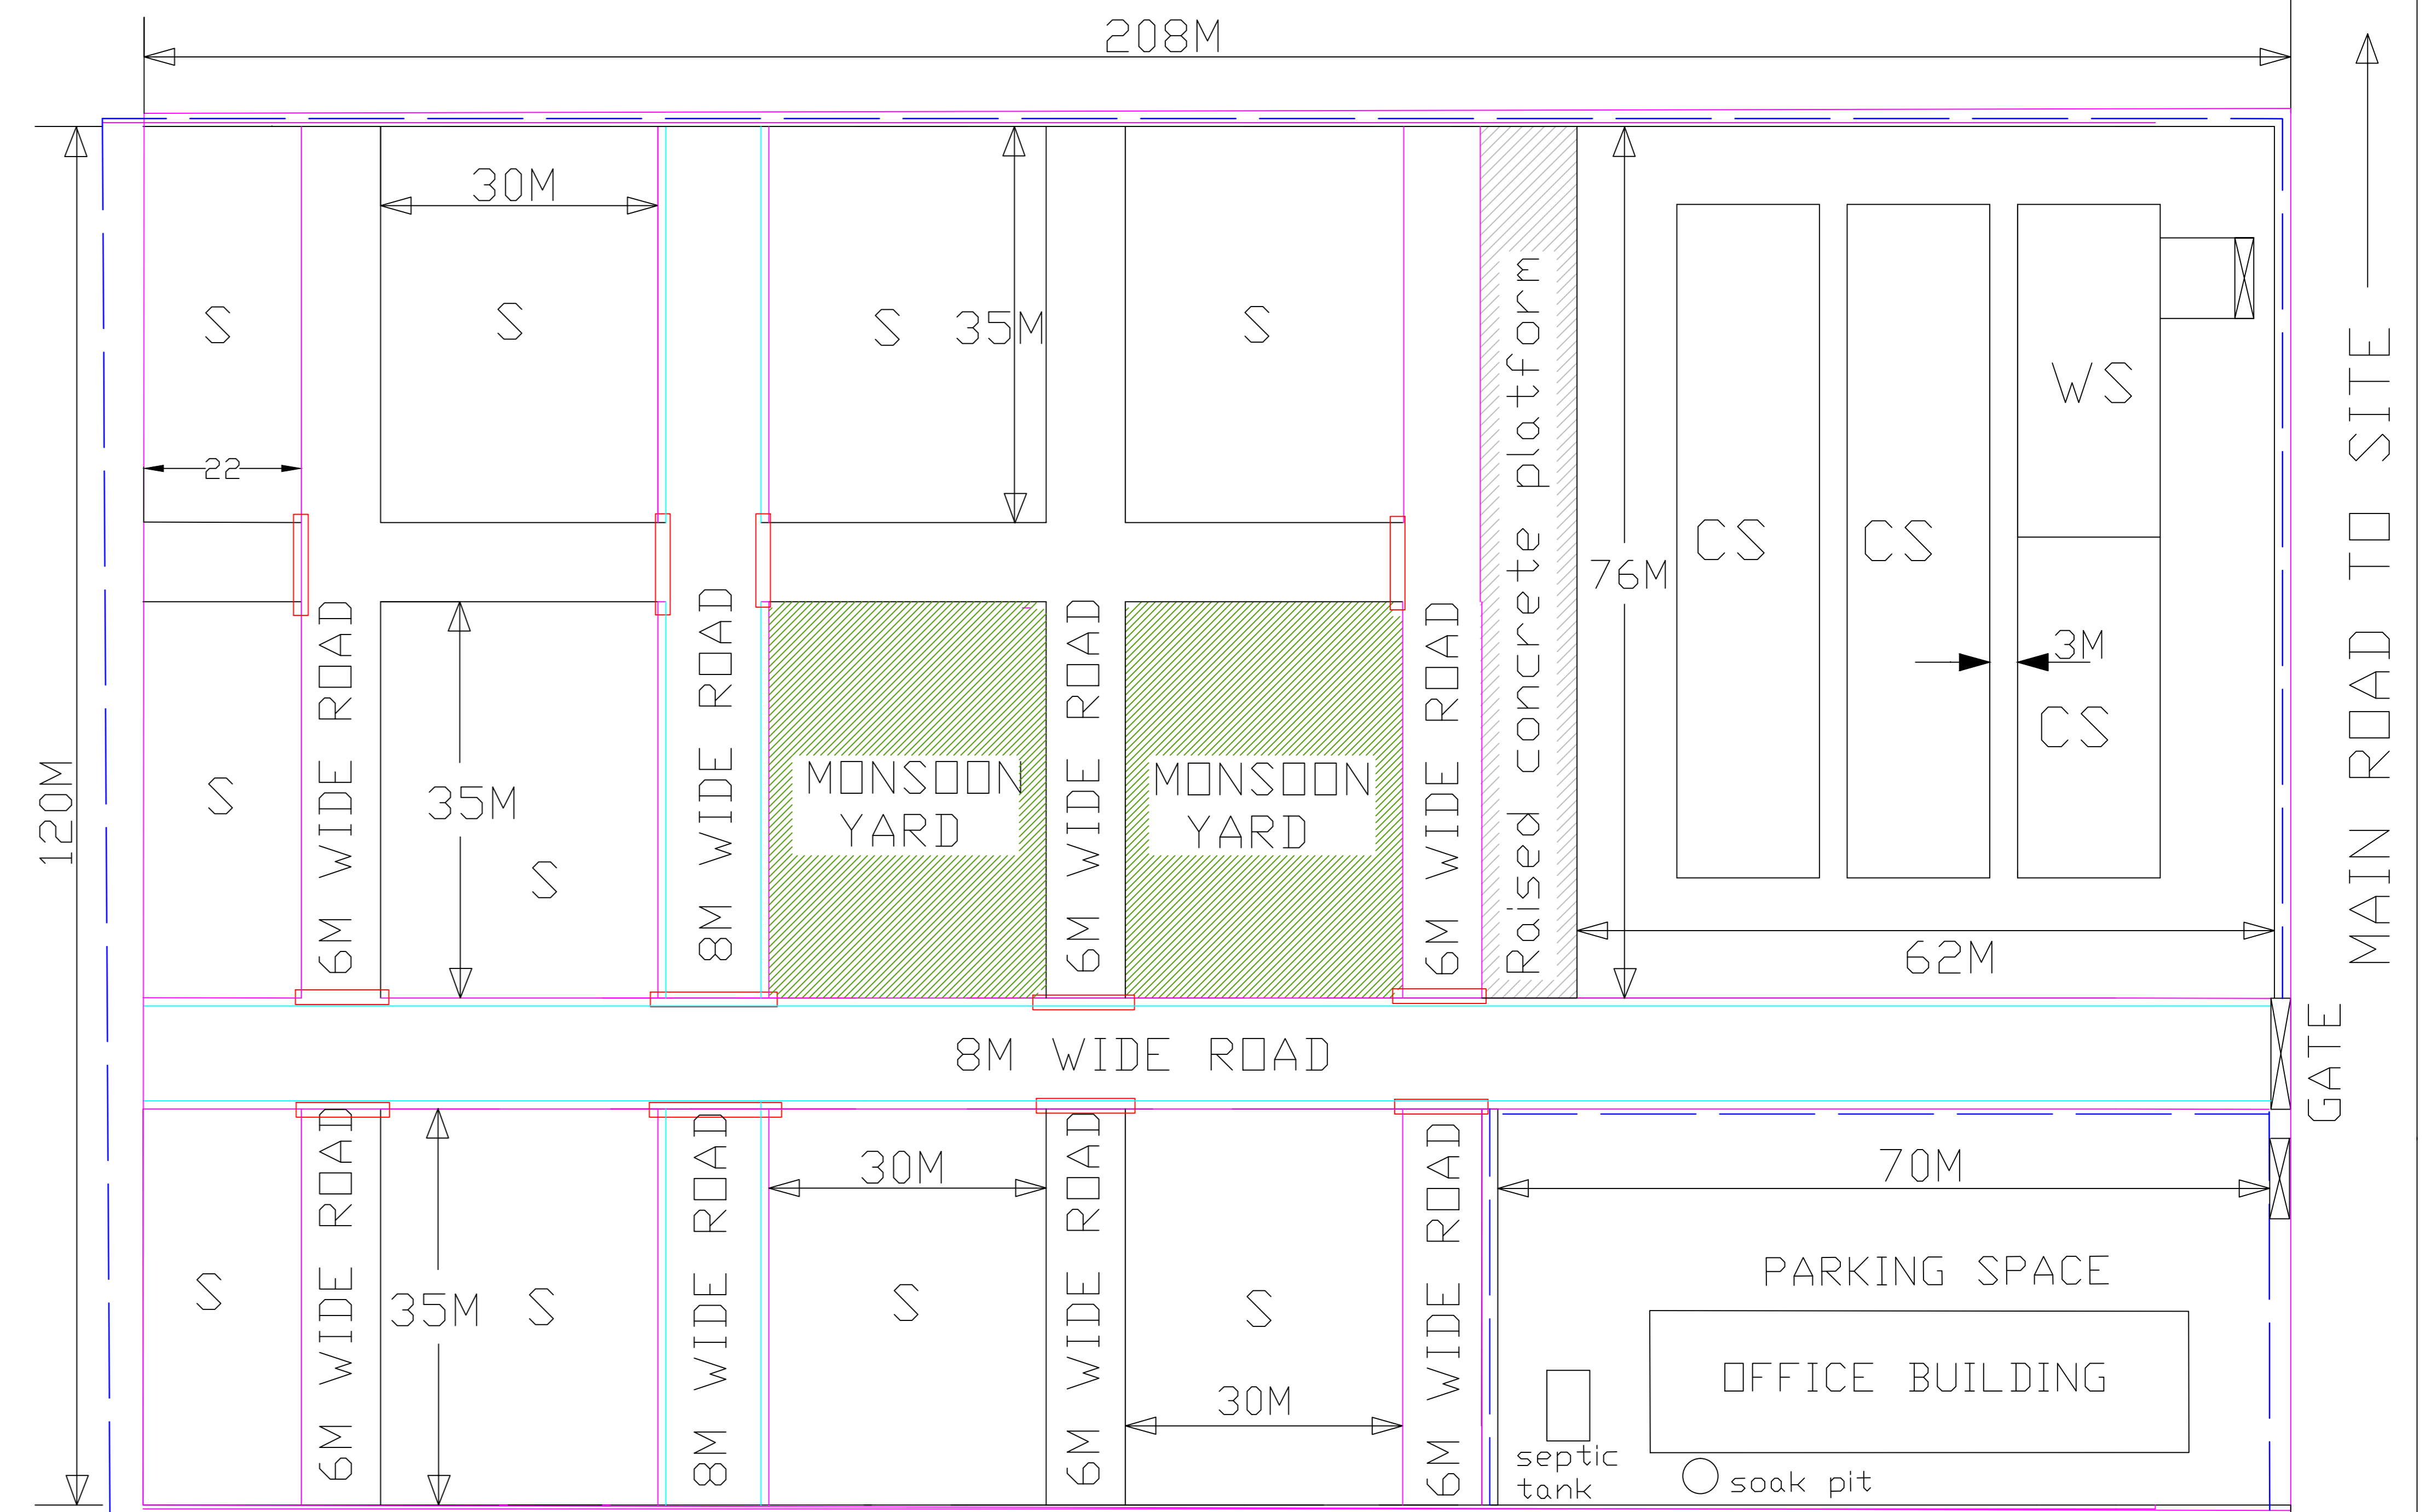 208M
30M
S
S
S
35M
S
22
Raised concrete platform
WS
CS
CS
76M
3M
CS
62M
MAIN ROAD TO SITE
120M
S
6M WIDE ROAD
35M
S
8M WIDE ROAD
MONSOON
YARD
6M WIDE ROAD
MONSOON
YARD
6M WIDE ROAD
8M WIDE ROAD
GATE
S
6M WIDE ROAD
35M
S
8M WIDE ROAD
30M
S
6M WIDE ROAD
S
30M
6M WIDE ROAD
70M
PARKING SPACE
OFFICE BUILDING
septic
tank
soak pit